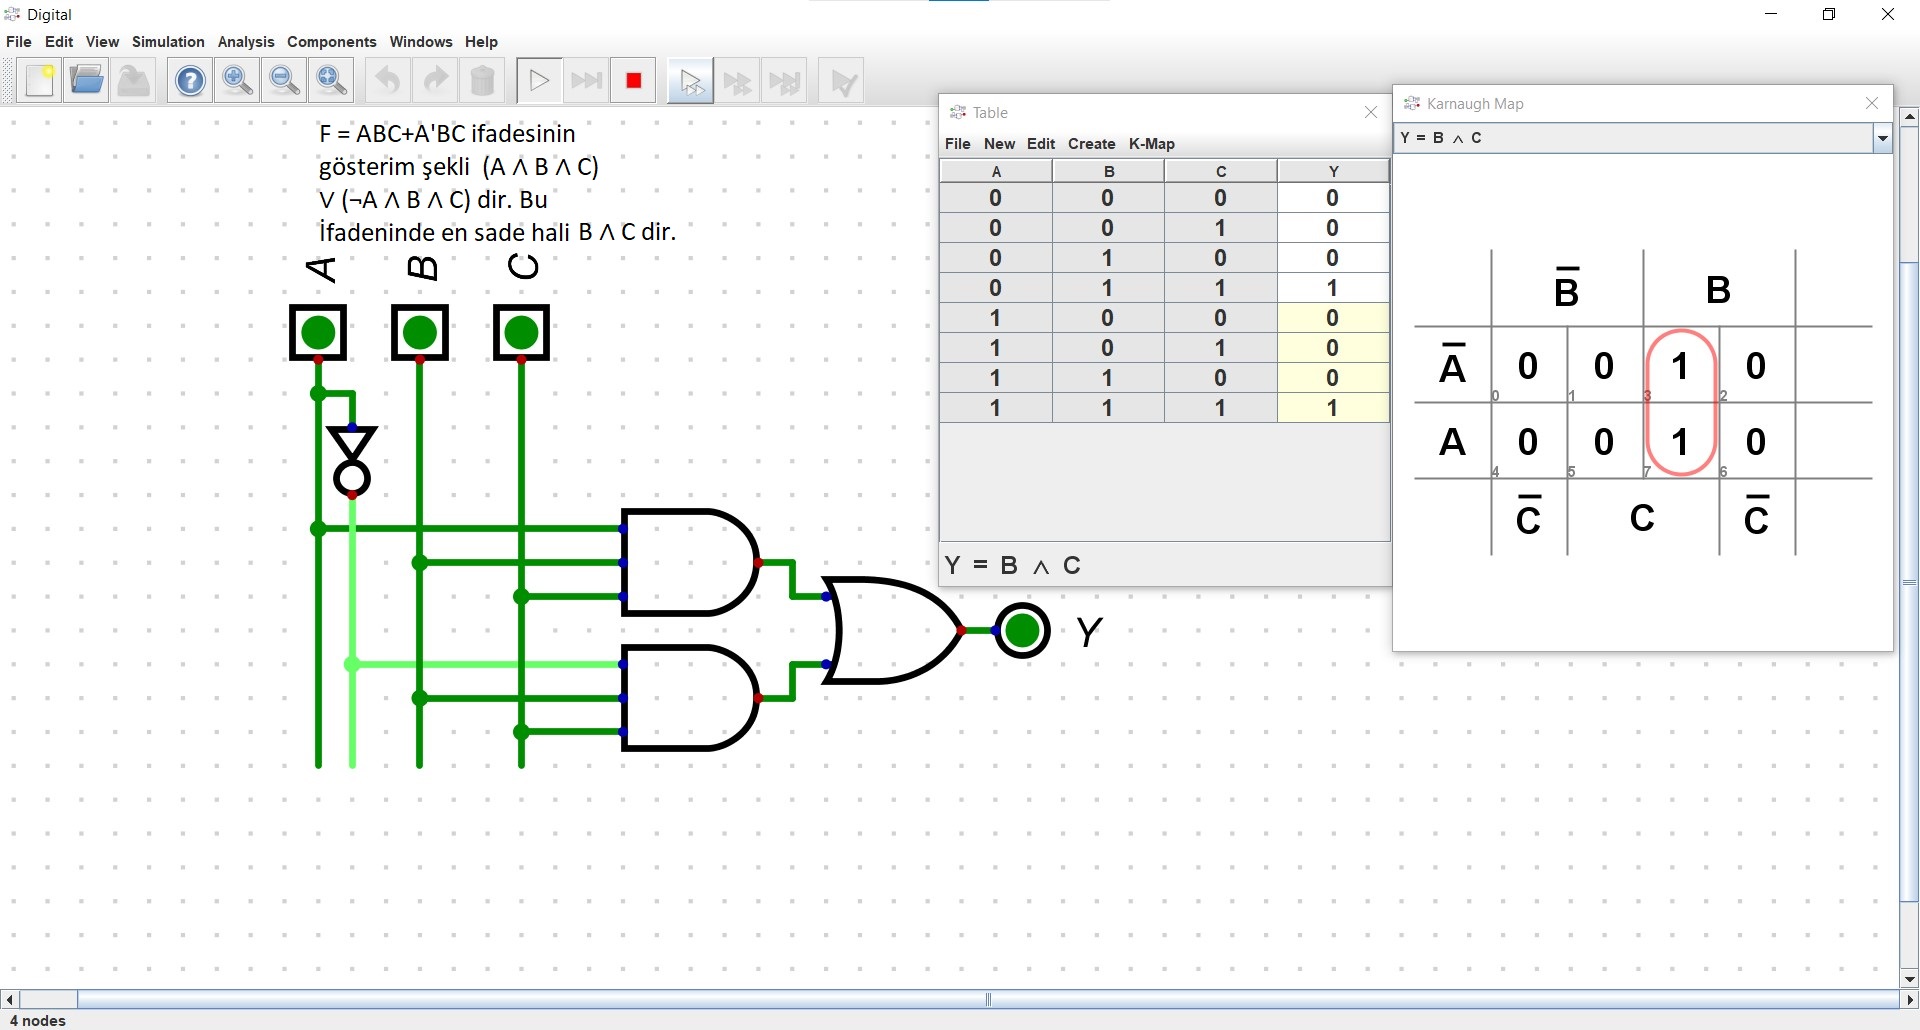 Digital
File Edit View Simulation Analysis Components Windows Help
F = ABC+A'BC ifadesinin
gösterim şekli (A ∧ B ∧ C)
∨ (¬A ∧ B ∧ C) dir. Bu
İfadeninde en sade hali B ∧ C dir.
A B C
Y
Table
File New Edit Create K-Map
A B C Y
0 0 0 0
0 0 1 0
0 1 0 0
0 1 1 1
1 0 0 0
1 0 1 0
1 1 0 0
1 1 1 1
Y = B ∧ C
Karnaugh Map
Y = B ∧ C
B̅ B
A̅ 0 0 1 0
0 1 3 2
A 0 0 1 0
4 5 7 6
C̅ C C̅
4 nodes